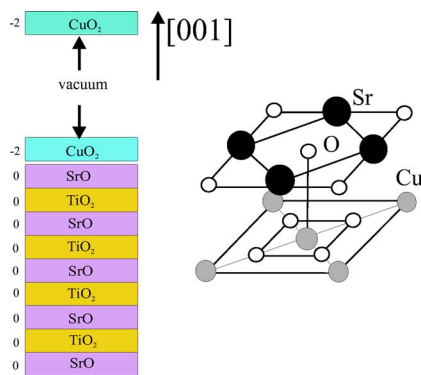 -2 CuO₂
[001]
vacuum
-2 CuO₂
0 SrO
0 TiO₂
0 SrO
0 TiO₂
0 SrO
0 TiO₂
0 SrO
0 TiO₂
0 SrO
Sr
O
Cu